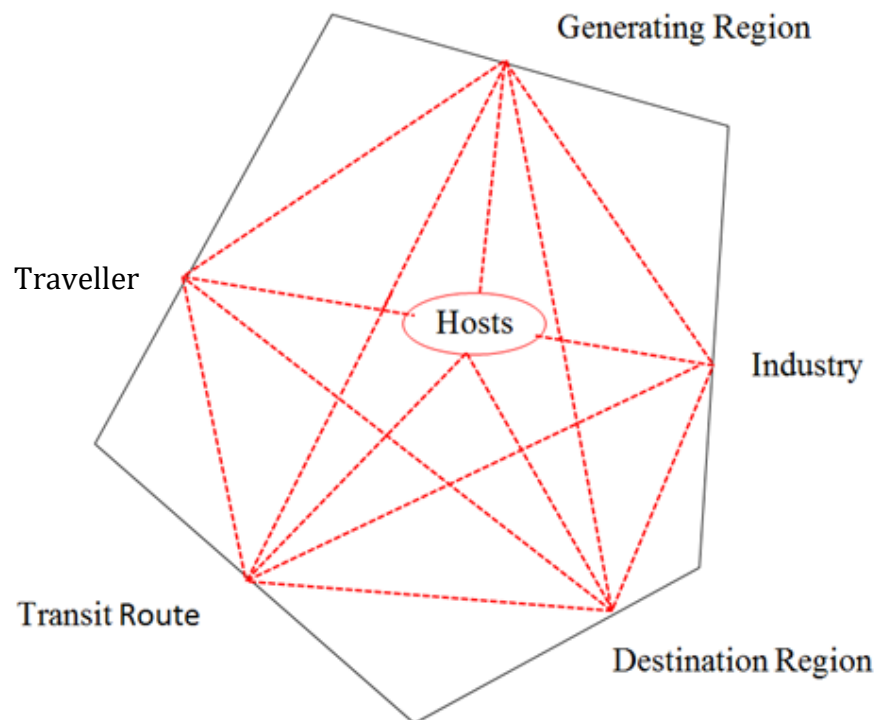 Generating Region
Traveller
Hosts
Industry
Transit Route
Destination Region